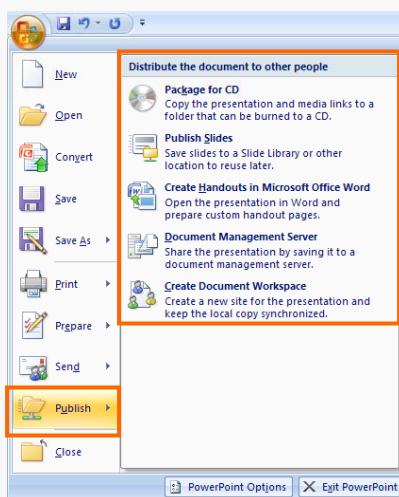 New
Open
Convert
Save
Save As
Print
Prepare
Send
Publish
Close
Distribute the document to other people
Package for CD
Copy the presentation and media links to a
folder that can be burned to a CD.
Publish Slides
Save slides to a Slide Library or other
location to reuse later.
Create Handouts in Microsoft Office Word
Open the presentation in Word and
prepare custom handout pages.
Document Management Server
Share the presentation by saving it to a
document management server.
Create Document Workspace
Create a new site for the presentation and
keep the local copy synchronized.
PowerPoint Options
Exit PowerPoint